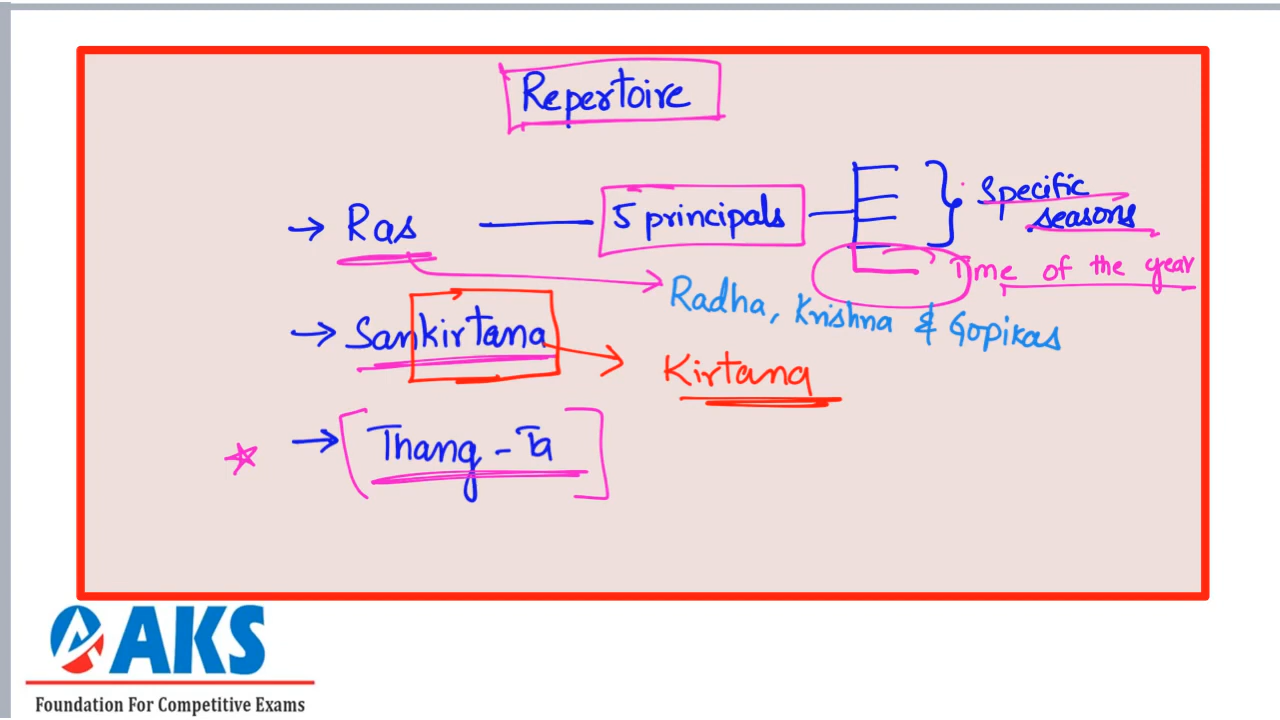 Repertoire
→ Ras — 5 principals } Specific
seasons
Time of the year
Radha, Krishna & Gopikas
→ Sankirtana → Kirtana
→ [Thang-Ta]
AKS
Foundation For Competitive Exams